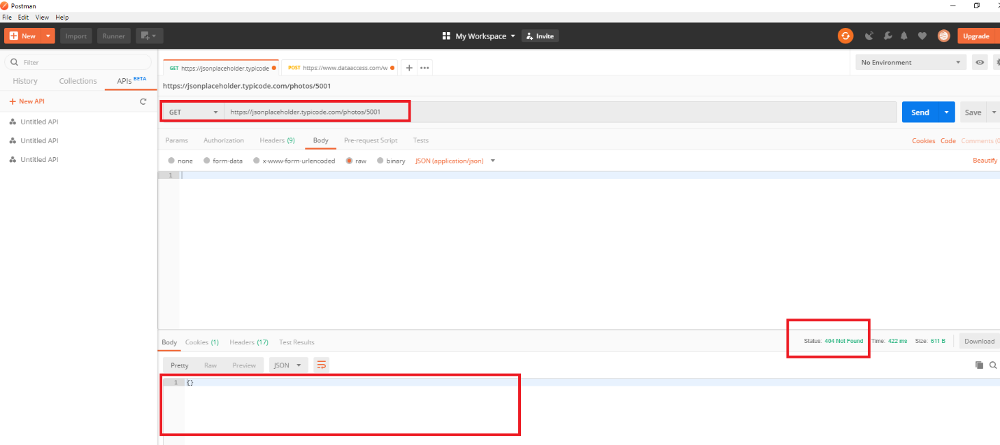 Postman
File Edit View Help
New Import Runner My Workspace Invite Upgrade
Filter
History Collections APIs BETA
New API
Untitled API
Untitled API
Untitled API
GET https://jsonplaceholder.typicode POST https://www.dataaccess.com/w No Environment
https://jsonplaceholder.typicode.com/photos/5001
GET https://jsonplaceholder.typicode.com/photos/5001 Send Save
Params Authorization Headers (9) Body Pre-request Script Tests Cookies Code Comments (0
none form-data x-www-form-urlencoded raw binary JSON (application/json) Beautify
1
Body Cookies (1) Headers (17) Test Results Status: 404 Not Found Time: 422 ms Size: 611 B Download
Pretty Raw Preview JSON
1 {}